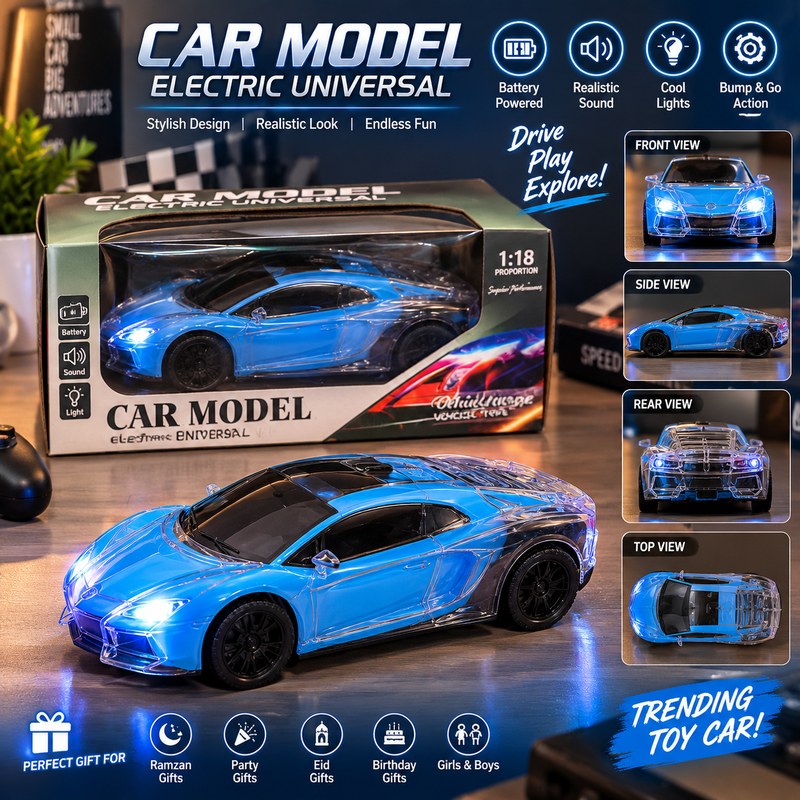 SMALL
CAR
BIG
ADVENTURES
CAR MODEL
ELECTRIC UNIVERSAL
Stylish Design | Realistic Look | Endless Fun
Battery
Powered
Realistic
Sound
Cool
Lights
Bump & Go
Action
Drive
Play
Explore!
FRONT VIEW
SIDE VIEW
REAR VIEW
TOP VIEW
CAR MODEL
ELECTRIC UNIVERSAL
1:18
PROPORTION
Battery
Sound
Light
CAR MODEL
UNIVERSAL
SPEED
PERFECT GIFT FOR
Ramzan
Gifts
Party
Gifts
Eid
Gifts
Birthday
Gifts
Girls & Boys
TRENDING
TOY CAR!